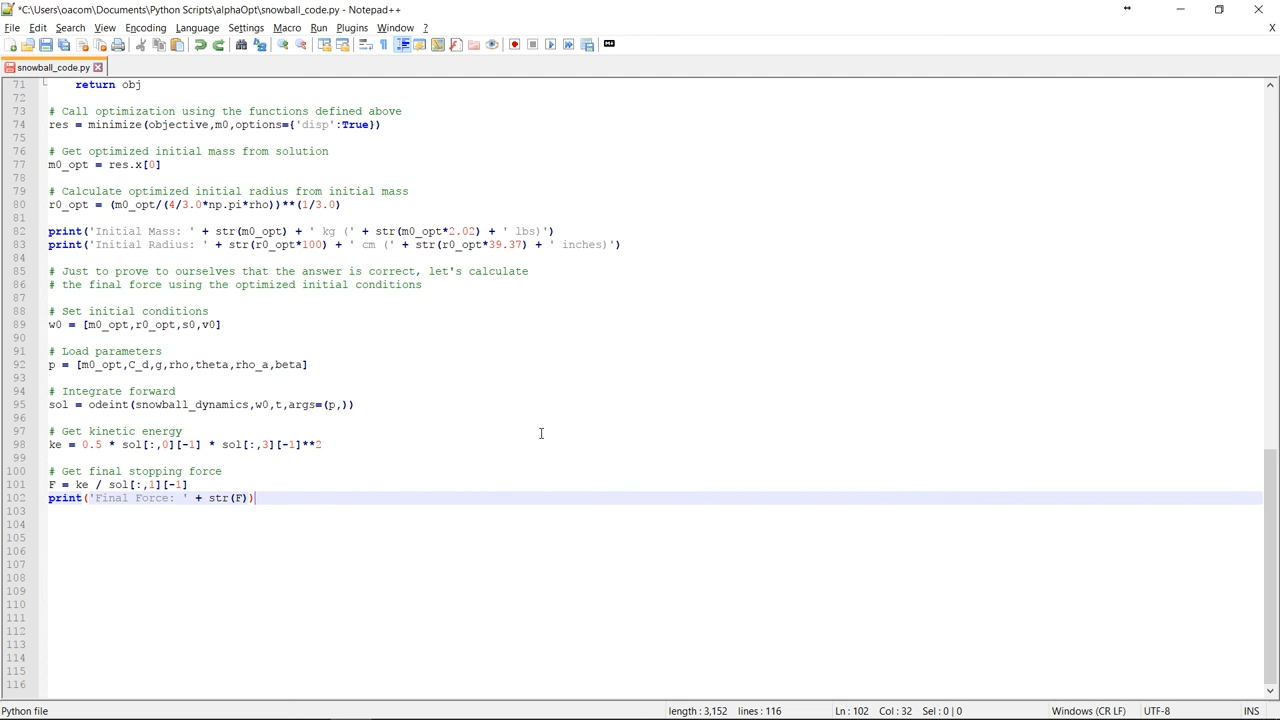 *C:\Users\oacom\Documents\Python Scripts\alphaOpt\snowball_code.py - Notepad++
File Edit Search View Encoding Language Settings Macro Run Plugins Window ?
X
snowball_code.py
71 return obj
72
73 # Call optimization using the functions defined above
74 res = minimize(objective,m0,options={'disp':True})
75
76 # Get optimized initial mass from solution
77 m0_opt = res.x[0]
78
79 # Calculate optimized initial radius from initial mass
80 r0_opt = (m0_opt/(4/3.0*np.pi*rho))**(1/3.0)
81
82 print('Initial Mass: ' + str(m0_opt) + ' kg (' + str(m0_opt*2.02) + ' lbs)')
83 print('Initial Radius: ' + str(r0_opt*100) + ' cm (' + str(r0_opt*39.37) + ' inches)')
84
85 # Just to prove to ourselves that the answer is correct, let's calculate
86 # the final force using the optimized initial conditions
87
88 # Set initial conditions
89 w0 = [m0_opt,r0_opt,s0,v0]
90
91 # Load parameters
92 p = [m0_opt,C_d,g,rho,theta,rho_a,beta]
93
94 # Integrate forward
95 sol = odeint(snowball_dynamics,w0,t,args=(p,))
96
97 # Get kinetic energy
98 ke = 0.5 * sol[:,0][-1] * sol[:,3][-1]**2
99
100 # Get final stopping force
101 F = ke / sol[:,1][-1]
102 print('Final Force: ' + str(F))
103
104
105
106
107
108
109
110
111
112
113
114
115
116
Python file length : 3,152 lines : 116 Ln : 102 Col : 32 Sel : 0 | 0 Windows (CR LF) UTF-8 INS